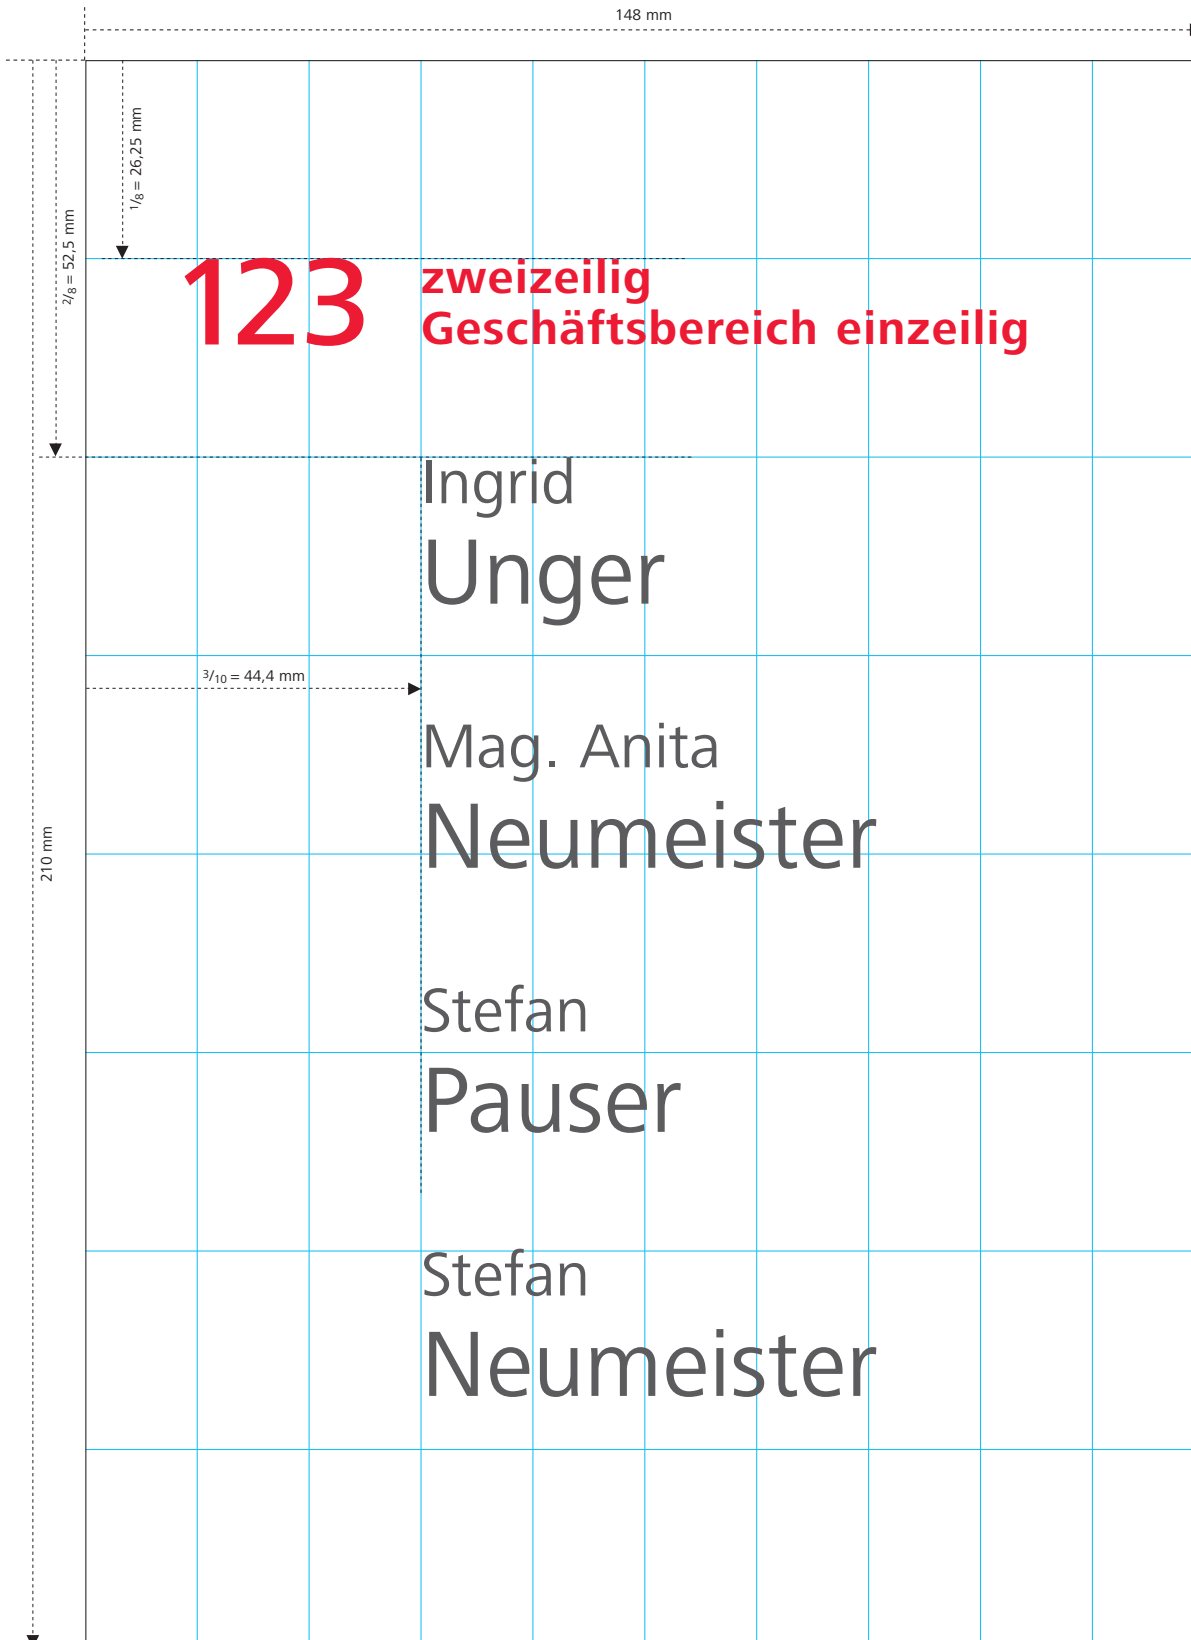 148 mm
1/8 = 26,25 mm
2/8 = 52,5 mm
123
zweizeilig
Geschäftsbereich einzeilig
Ingrid
Unger
3/10 = 44,4 mm
Mag. Anita
Neumeister
210 mm
Stefan
Pauser
Stefan
Neumeister